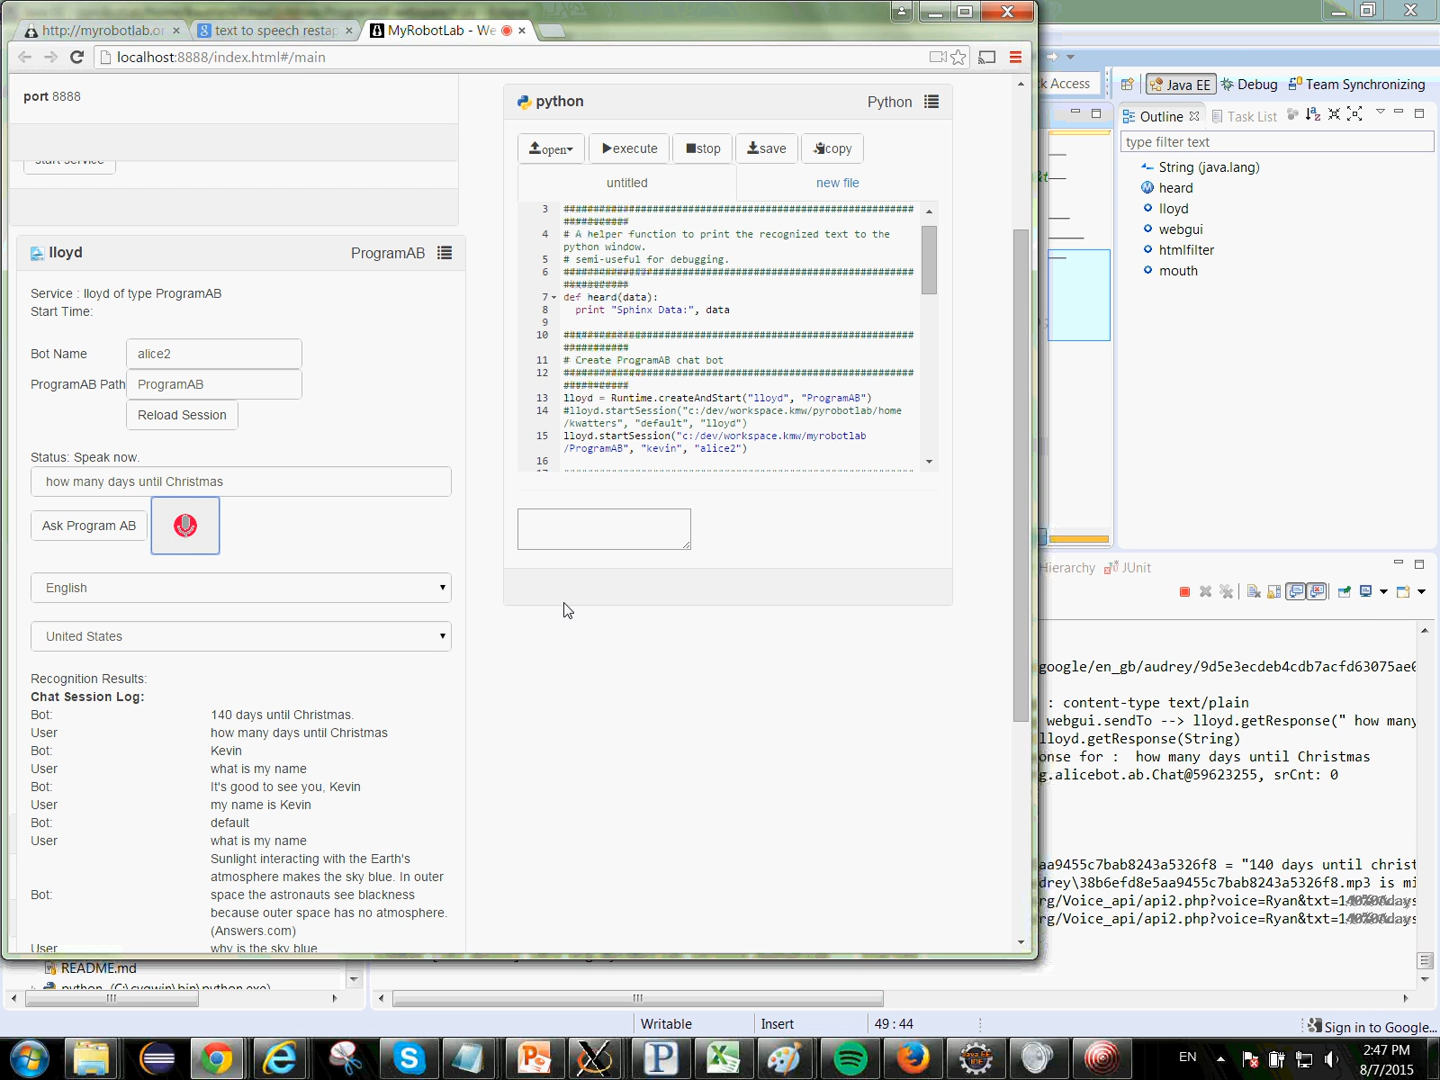 http://myrobotlab.or
text to speech restap
MyRobotLab - We
localhost:8888/index.html#/main
port 8888
start service
lloyd
ProgramAB
Service : lloyd of type ProgramAB
Start Time:
Bot Name
alice2
ProgramAB Path
ProgramAB
Reload Session
Status: Speak now.
how many days until Christmas
Ask Program AB
English
United States
Recognition Results:
Chat Session Log:
Bot: 140 days until Christmas.
User how many days until Christmas
Bot: Kevin
User what is my name
Bot: It's good to see you, Kevin
User my name is Kevin
Bot: default
User what is my name
Sunlight interacting with the Earth's
atmosphere makes the sky blue. In outer
Bot: space the astronauts see blackness
because outer space has no atmosphere.
(Answers.com)
User why is the sky blue
python
Python
open
execute
stop
save
copy
untitled
new file
3 ####################################################################
###########
4 # A helper function to print the recognized text to the
python window.
5 # semi-useful for debugging.
6 ####################################################################
###########
7 def heard(data):
8 print "Sphinx Data:", data
9
10 ####################################################################
###########
11 # Create ProgramAB chat bot
12 ####################################################################
###########
13 lloyd = Runtime.createAndStart("lloyd", "ProgramAB")
14 #lloyd.startSession("c:/dev/workspace.kmw/pyrobotlab/home
/kwatters", "default", "lloyd")
15 lloyd.startSession("c:/dev/workspace.kmw/myrobotlab
/ProgramAB", "kevin", "alice2")
16
k Access
Java EE
Debug
Team Synchronizing
Outline
Task List
type filter text
String (java.lang)
heard
lloyd
webgui
htmlfilter
mouth
Hierarchy
JUnit
google/en_gb/audrey/9d5e3ecdeb4cdb7acfd63075ae0
: content-type text/plain
webgui.sendTo --> lloyd.getResponse(" how many
lloyd.getResponse(String)
onse for :  how many days until Christmas
g.alicebot.ab.Chat@59623255, srCnt: 0
aa9455c7bab8243a5326f8 = "140 days until christ
drey\38b6efd8e5aa9455c7bab8243a5326f8.mp3 is mi
rg/Voice_api/api2.php?voice=Ryan&txt=140%20days
rg/Voice_api/api2.php?voice=Ryan&txt=140%20days
README.md
python (C:\cygwin\bin\python.exe)
Writable
Insert
49 : 44
Sign in to Google...
EN
2:47 PM
8/7/2015